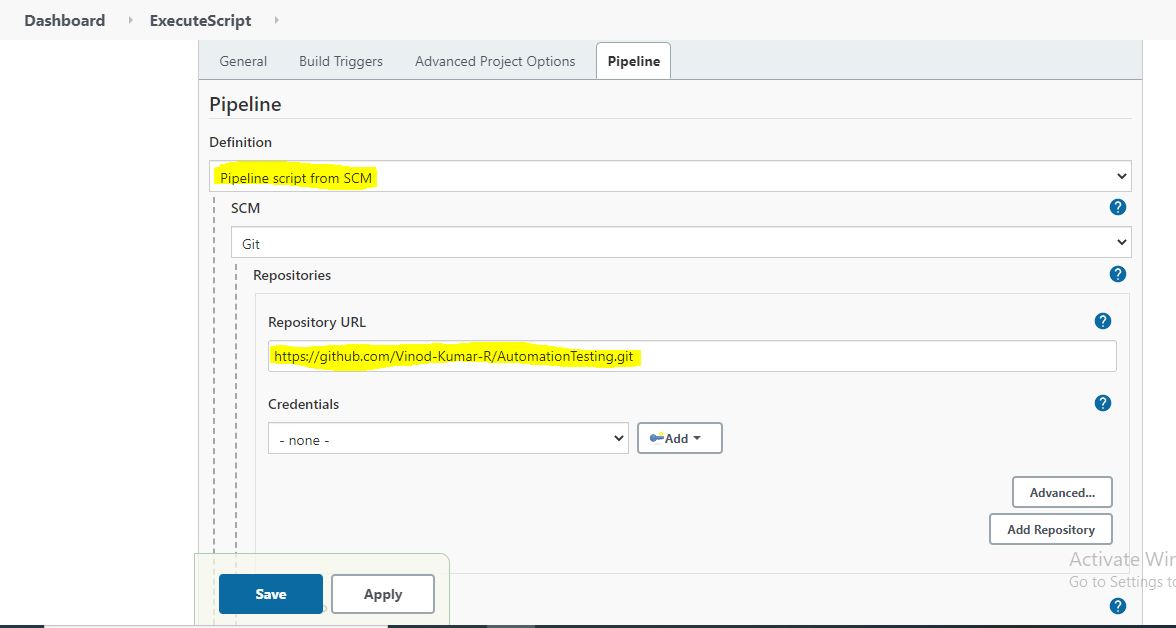 Dashboard ExecuteScript
General Build Triggers Advanced Project Options Pipeline
Pipeline
Definition
Pipeline script from SCM
SCM
Git
Repositories
Repository URL
https://github.com/Vinod-Kumar-R/AutomationTesting.git
Credentials
- none - Add
Advanced...
Add Repository
Activate Win
Go to Settings to
Save Apply